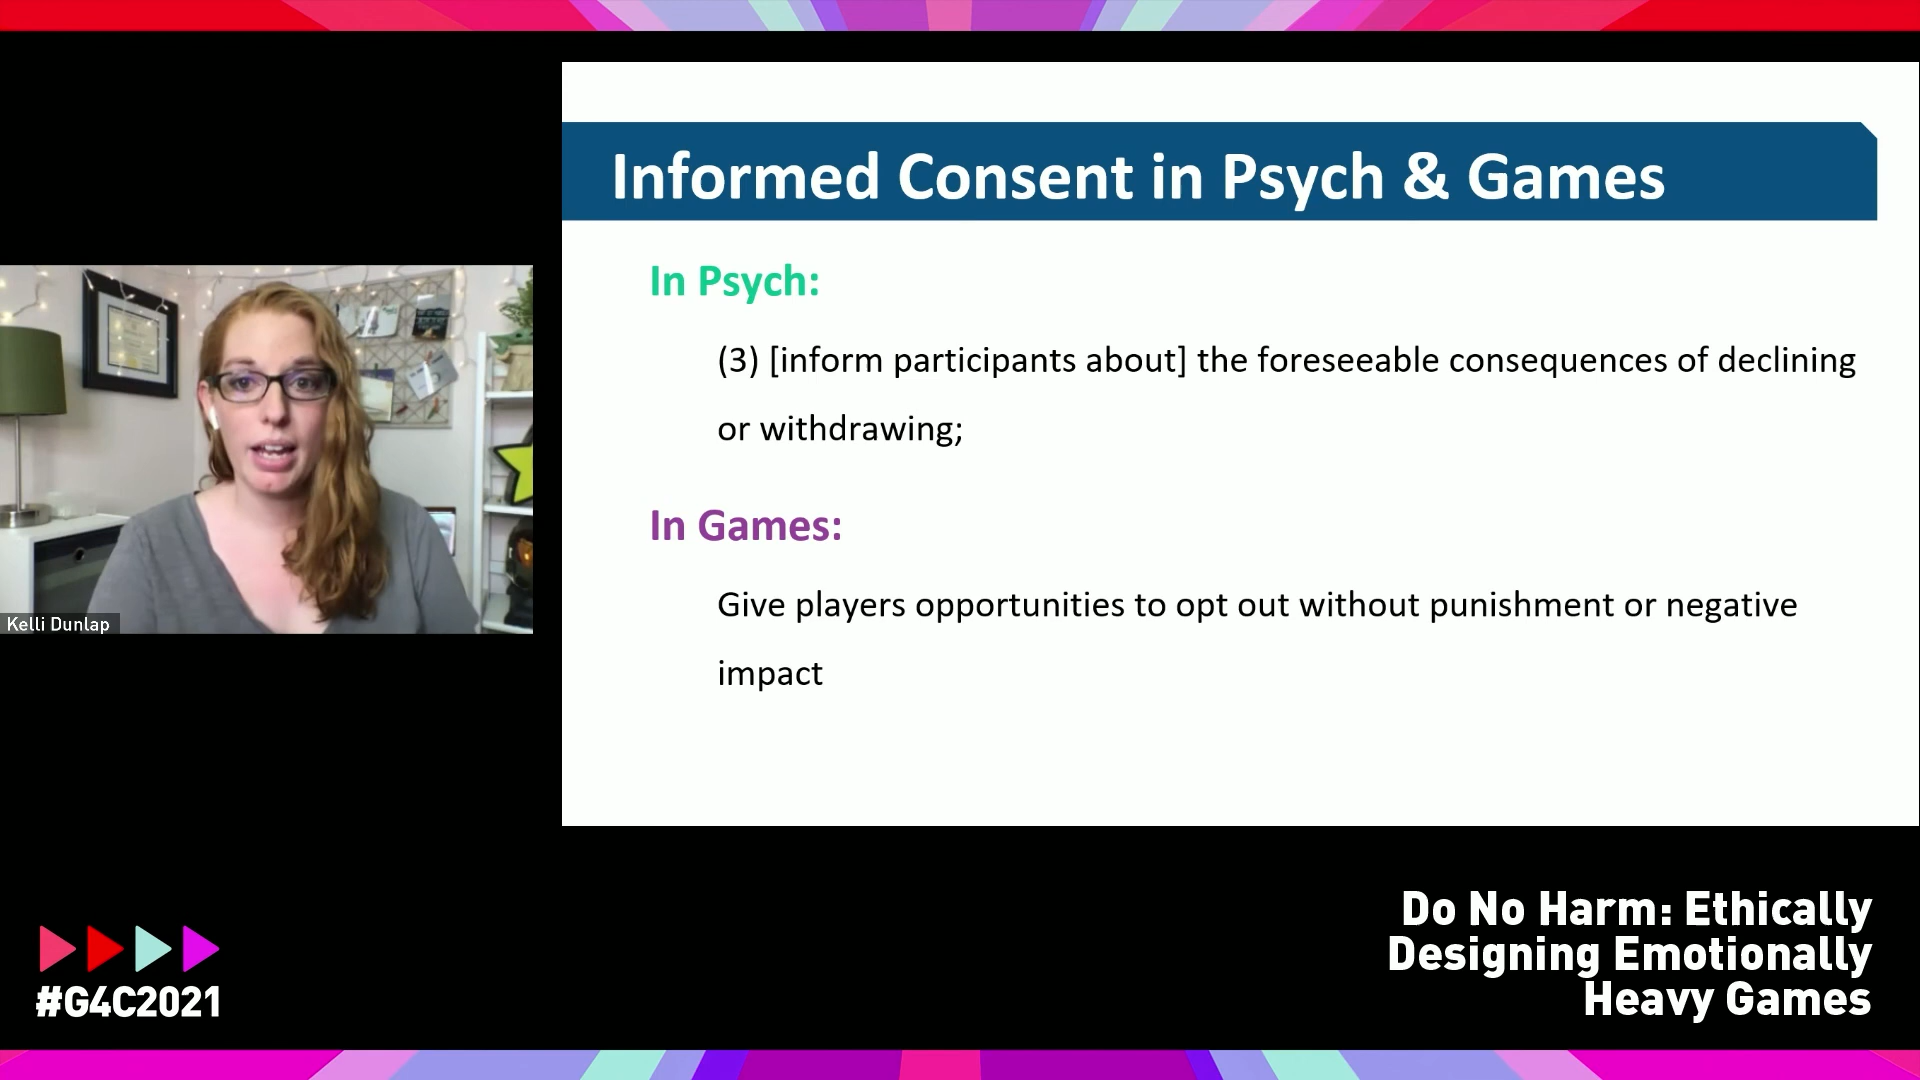 Informed Consent in Psych & Games
In Psych:
(3) [inform participants about] the foreseeable consequences of declining
or withdrawing;
In Games:
Give players opportunities to opt out without punishment or negative
impact
Kelli Dunlap
Do No Harm: Ethically
Designing Emotionally
Heavy Games
#G4C2021